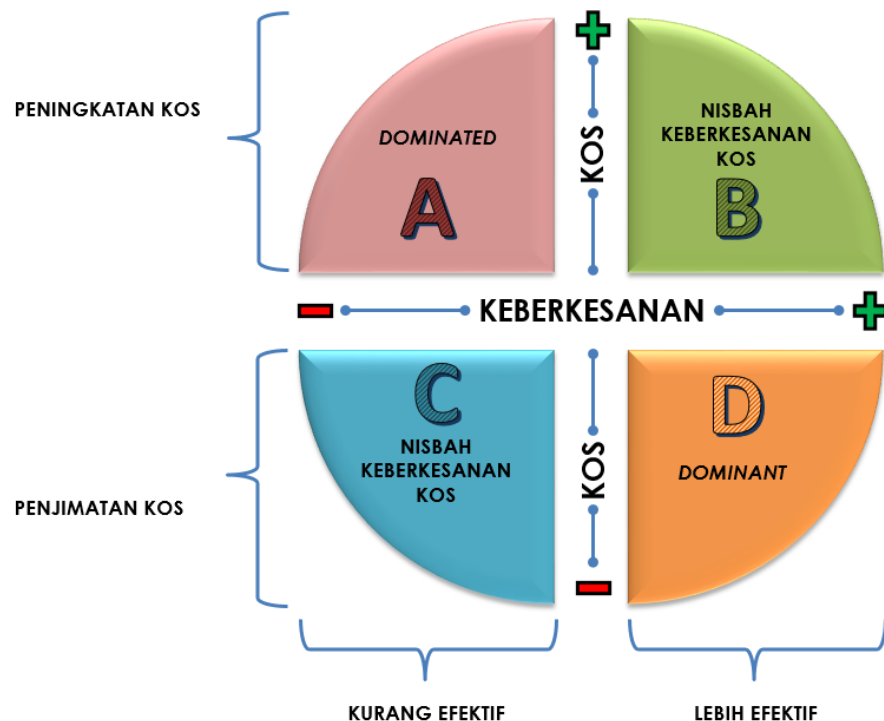 PENINGKATAN KOS
DOMINATED
A
KOS
NISBAH
KEBERKESANAN
KOS
B
KEBERKESANAN
PENJIMATAN KOS
C
NISBAH
KEBERKESANAN
KOS
KOS
D
DOMINANT
KURANG EFEKTIF
LEBIH EFEKTIF